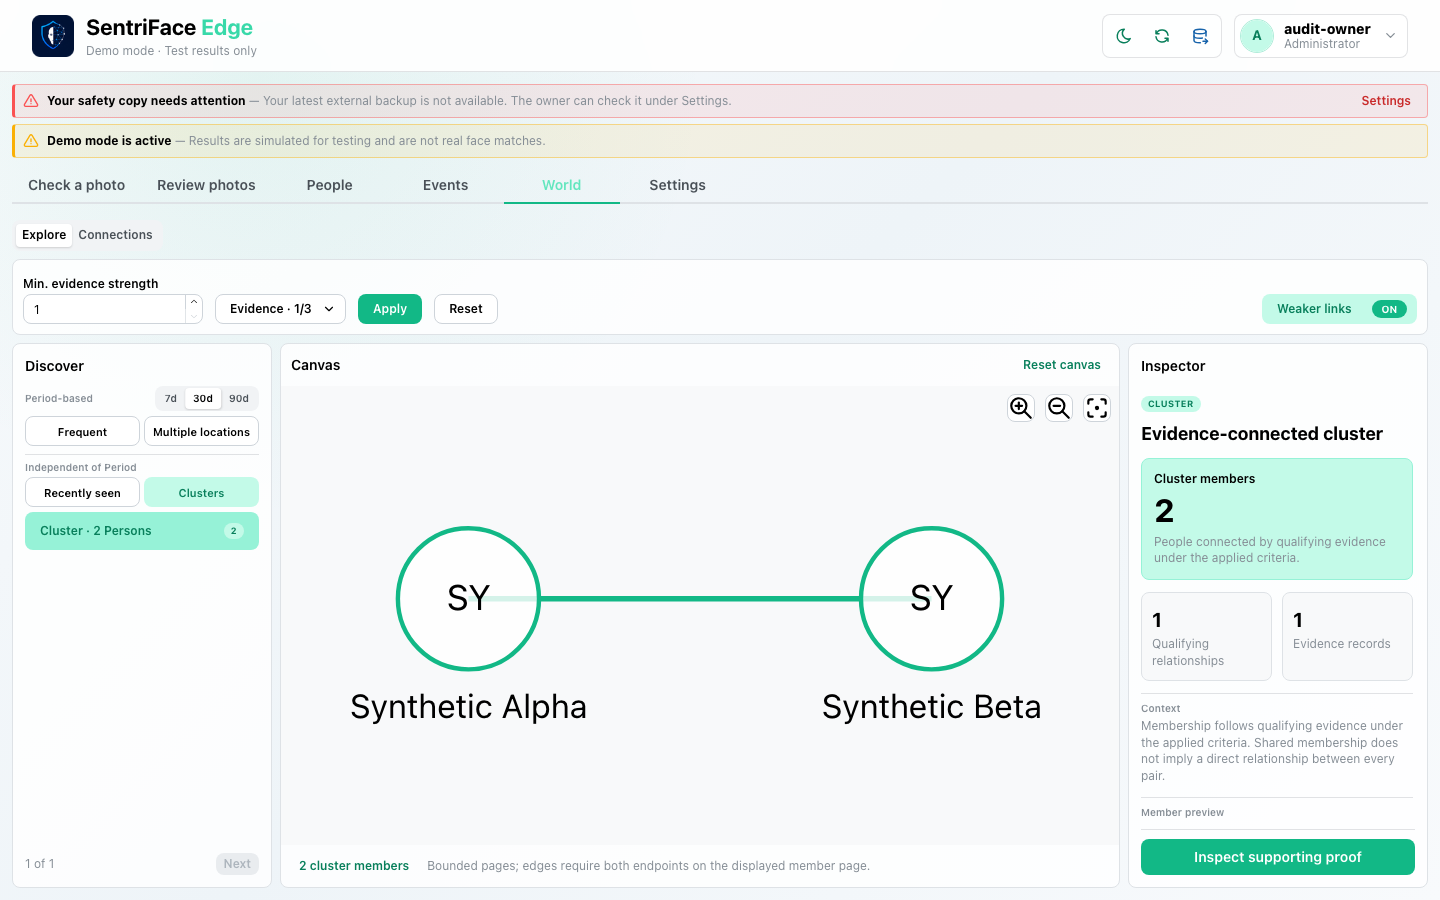 SentriFace Edge
Demo mode · Test results only
A
audit-owner
Administrator
Your safety copy needs attention — Your latest external backup is not available. The owner can check it under Settings.
Settings
Demo mode is active — Results are simulated for testing and are not real face matches.
Check a photo
Review photos
People
Events
World
Settings
Explore
Connections
Min. evidence strength
1
Evidence · 1/3
Apply
Reset
Weaker links
ON
Discover
Period-based
7d
30d
90d
Frequent
Multiple locations
Independent of Period
Recently seen
Clusters
Cluster · 2 Persons
2
1 of 1
Next
Canvas
Reset canvas
SY
SY
Synthetic Alpha
Synthetic Beta
2 cluster members
Bounded pages; edges require both endpoints on the displayed member page.
Inspector
CLUSTER
Evidence-connected cluster
Cluster members
2
People connected by qualifying evidence
under the applied criteria.
1
Qualifying
relationships
1
Evidence records
Context
Membership follows qualifying evidence under
the applied criteria. Shared membership does
not imply a direct relationship between every
pair.
Member preview
Inspect supporting proof